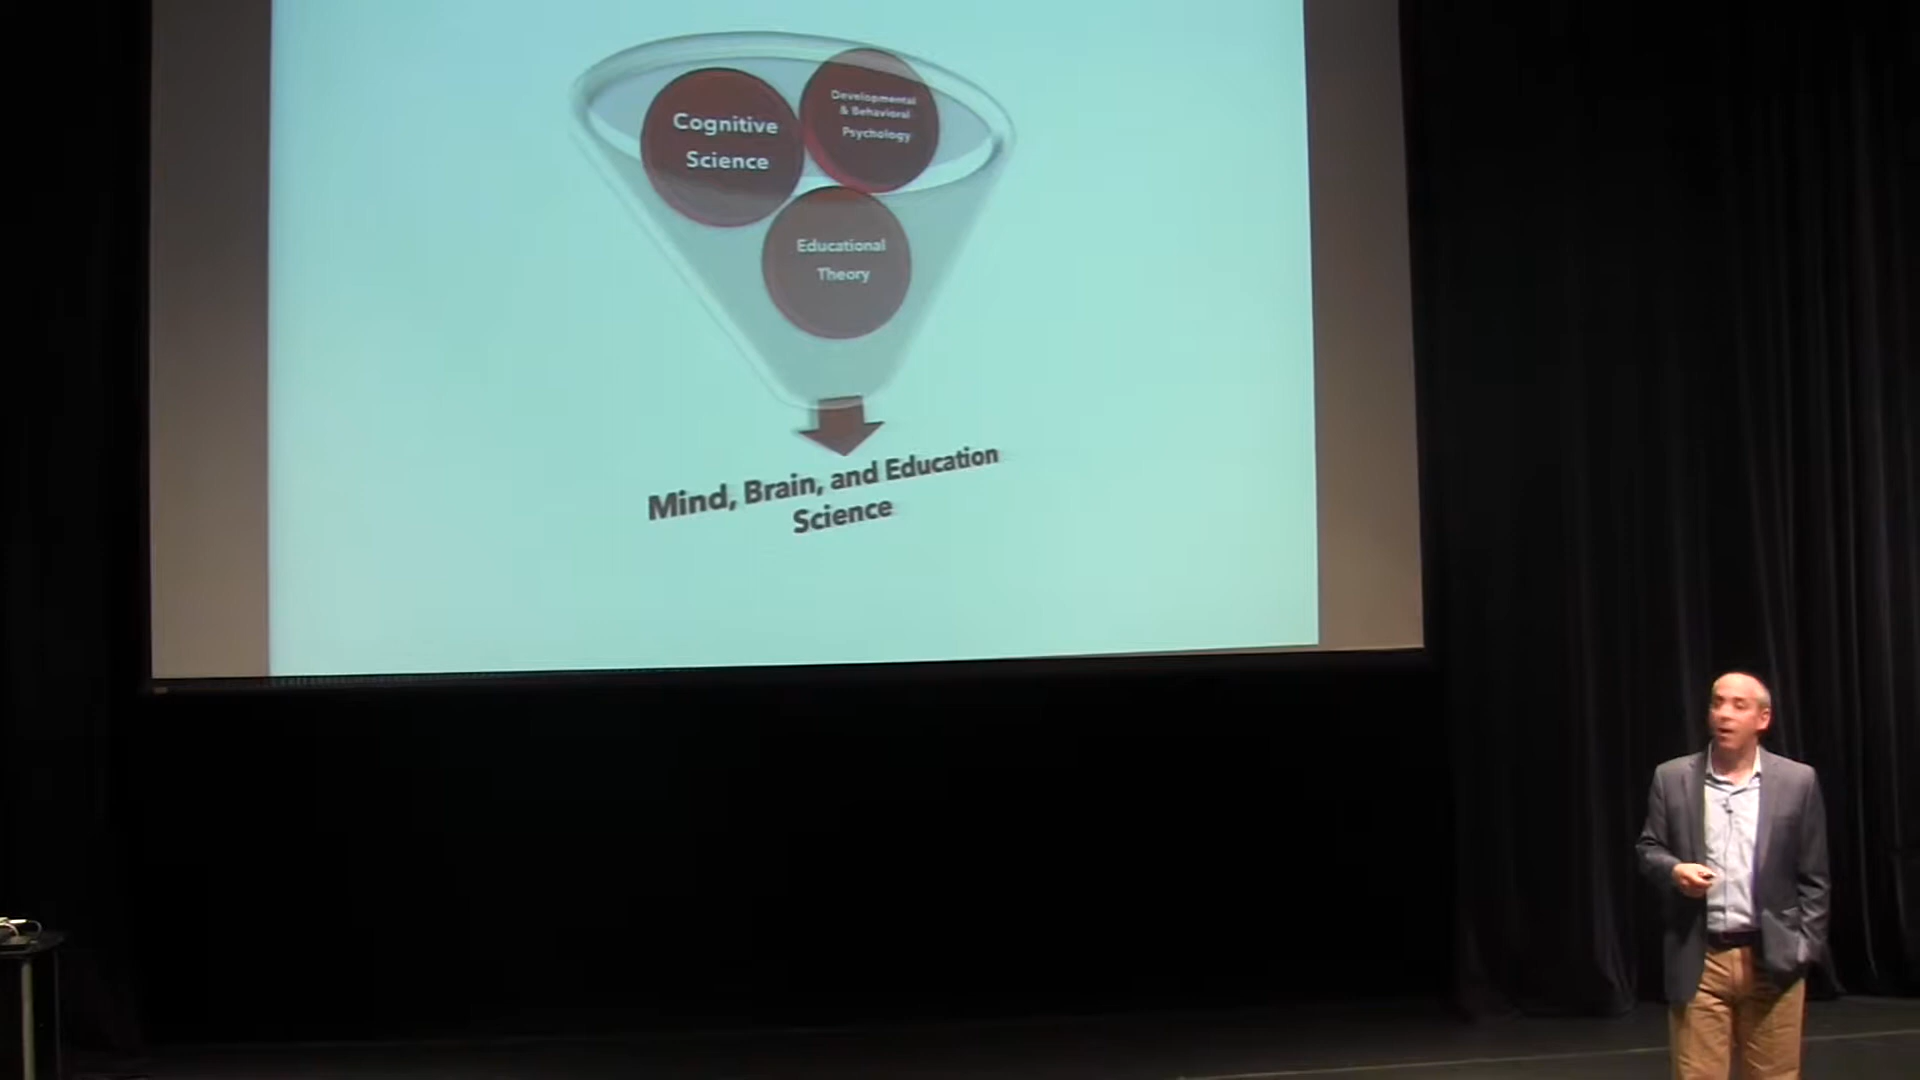 Cognitive
Science
Developmental
& Behavioral
Psychology
Educational
Theory
Mind, Brain, and Education
Science